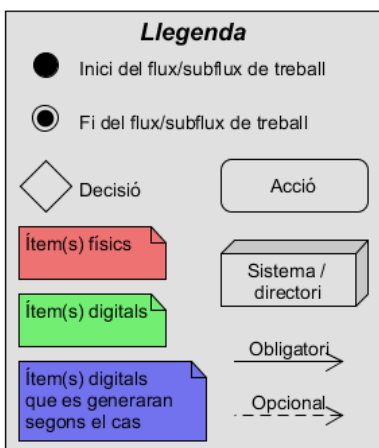 Llegenda
Inici del flux/subflux de treball
Fi del flux/subflux de treball
Decisió
Acció
Ítem(s) físics
Sistema /
directori
Ítem(s) digitals
Obligatori
Ítem(s) digitals
que es generaran
segons el cas
Opcional